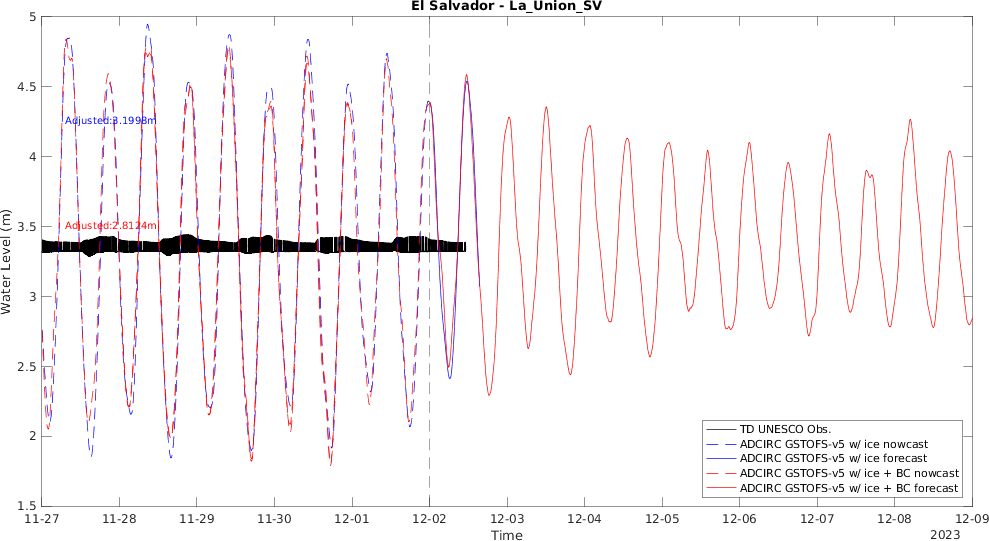 El Salvador - La_Union_SV
5
4.5
4
3.5
3
2.5
2
1.5
Water Level (m)
Adjusted:3.1998m
Adjusted:2.8124m
TD UNESCO Obs.
ADCIRC GSTOFS-v5 w/ ice nowcast
ADCIRC GSTOFS-v5 w/ ice forecast
ADCIRC GSTOFS-v5 w/ ice + BC nowcast
ADCIRC GSTOFS-v5 w/ ice + BC forecast
11-27 11-28 11-29 11-30 12-01 12-02 12-03 12-04 12-05 12-06 12-07 12-08 12-09
Time
2023